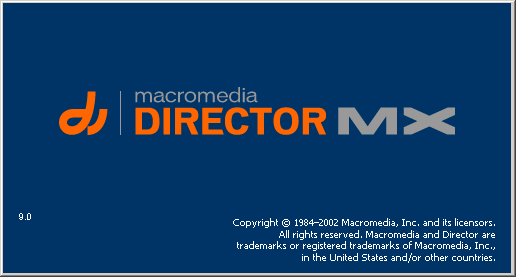 macromedia
DIRECTOR MX
9.0
Copyright © 1984–2002 Macromedia, Inc. and its licensors.
All rights reserved. Macromedia and Director are
trademarks or registered trademarks of Macromedia, Inc.,
in the United States and/or other countries.